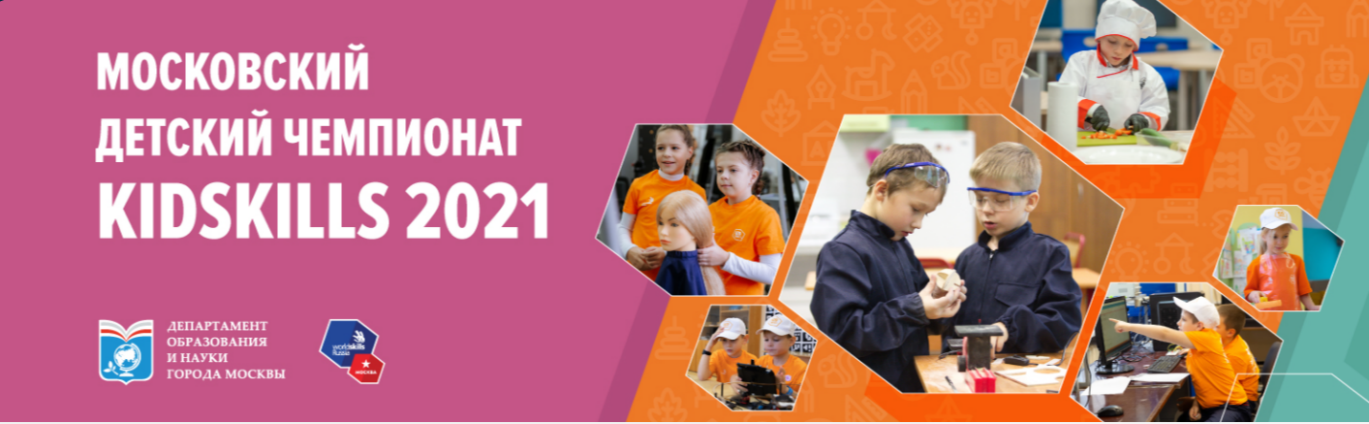 МОСКОВСКИЙ
ДЕТСКИЙ ЧЕМПИОНАТ
KIDSKILLS 2021
ДЕПАРТАМЕНТ
ОБРАЗОВАНИЯ
И НАУКИ
ГОРОДА МОСКВЫ
worldskills
Russia
МОСКВА